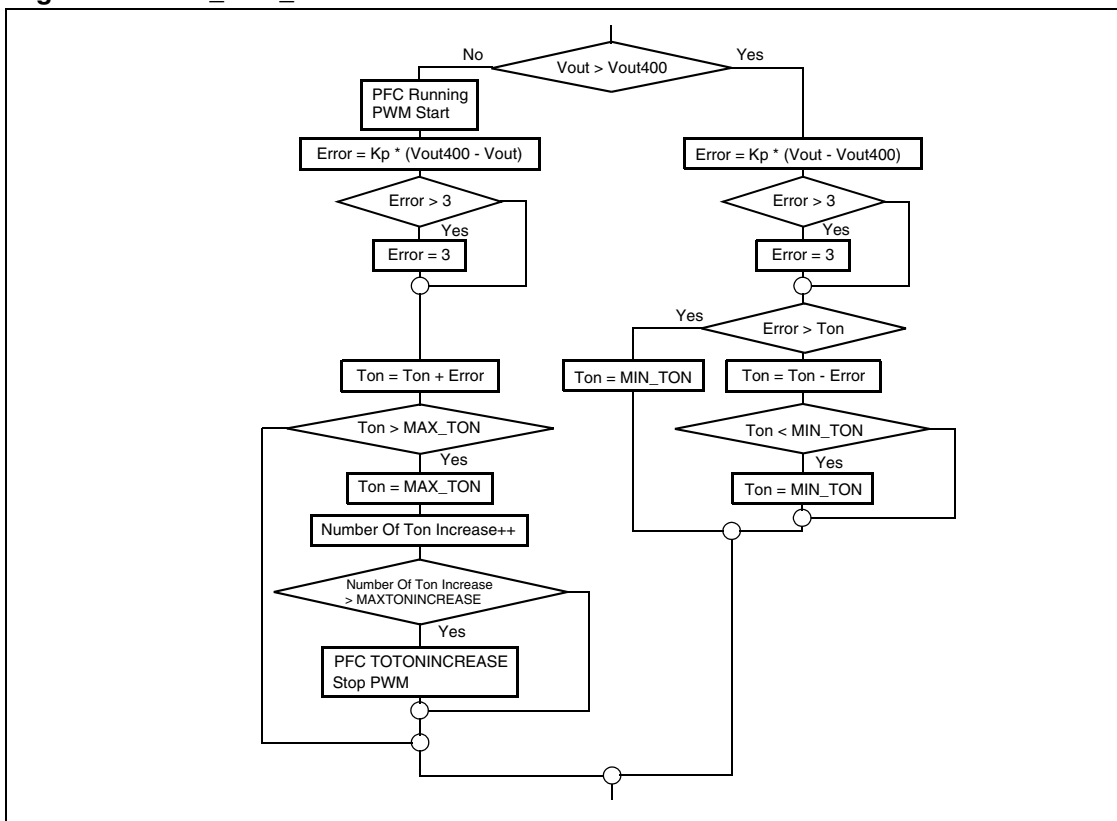 No
Vout > Vout400
Yes
PFC Running
PWM Start
Error = Kp * (Vout400 - Vout)
Error = Kp * (Vout - Vout400)
Error > 3
Error > 3
Yes
Yes
Error = 3
Error = 3
Yes
Error > Ton
Ton = Ton + Error
Ton = MIN_TON
Ton = Ton - Error
Ton > MAX_TON
Ton < MIN_TON
Yes
Yes
Ton = MAX_TON
Ton = MIN_TON
Number Of Ton Increase++
Number Of Ton Increase
> MAXTONINCREASE
Yes
PFC TOTONINCREASE
Stop PWM